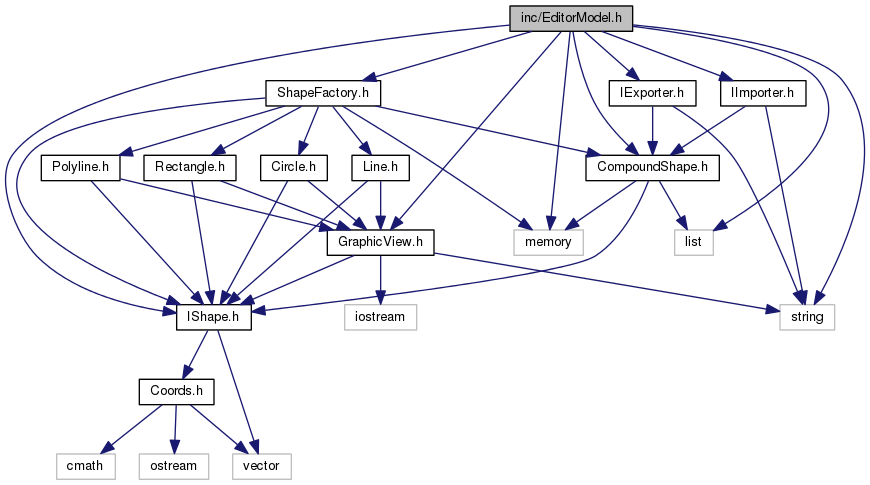 inc/EditorModel.h
ShapeFactory.h
IExporter.h
IImporter.h
Polyline.h
Rectangle.h
Circle.h
Line.h
CompoundShape.h
GraphicView.h
memory
list
IShape.h
iostream
string
Coords.h
cmath
ostream
vector